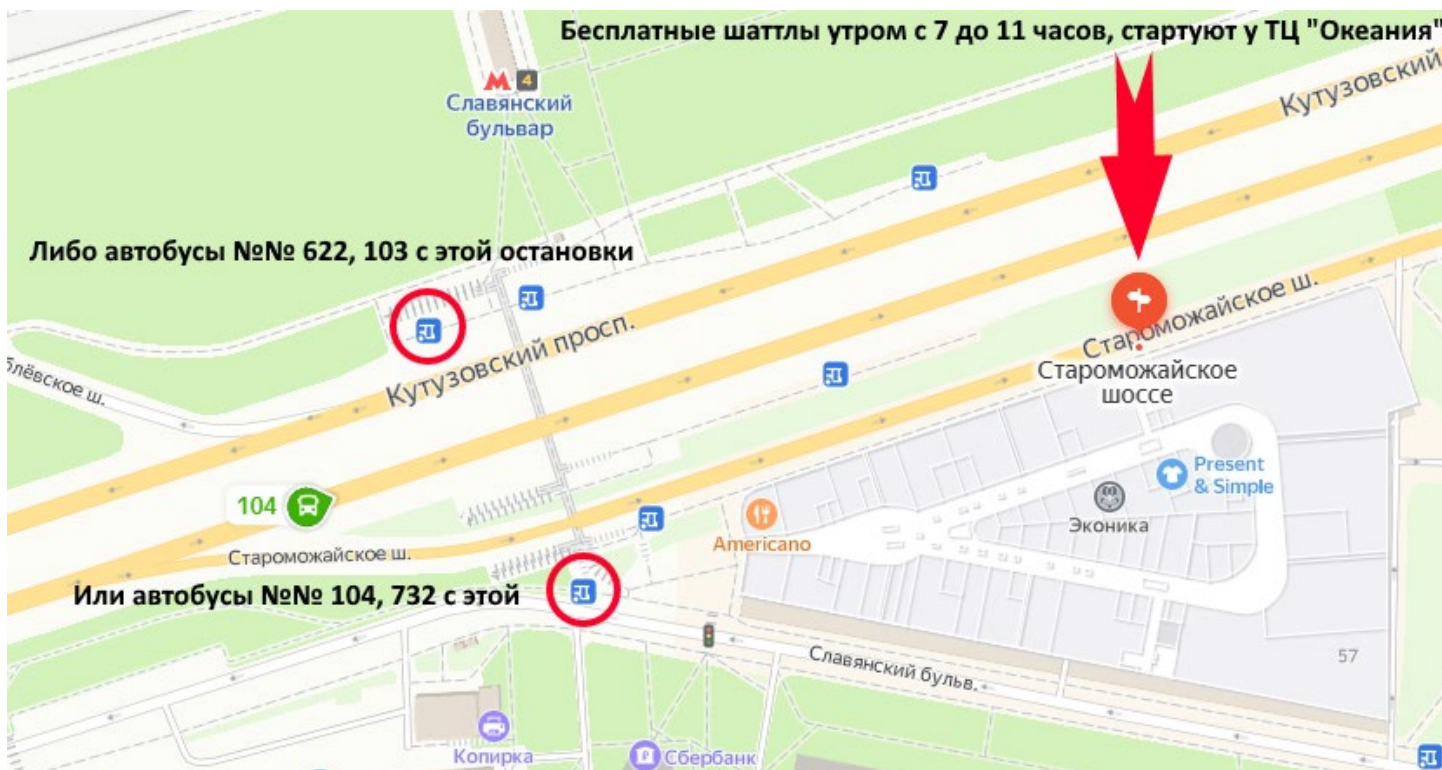 Бесплатные шаттлы утром с 7 до 11 часов, стартуют у ТЦ "Океания"
4
Славянский
бульвар
Кутузовский
Либо автобусы №№ 622, 103 с этой остановки
Кутузовский просп.
Староможайское ш.
Староможайское
шоссе
блёвское ш.
104
Present
& Simple
Эконика
Americano
Староможайское ш.
Или автобусы №№ 104, 732 с этой
Славянский бульв.
57
Копирка
Сбербанк